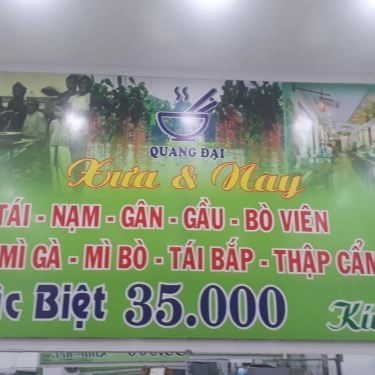 QUANG ĐẠI
Xưa & Nay
TÁI - NẠM - GÂN - GẦU - BÒ VIÊN
MÌ GÀ - MÌ BÒ - TÁI BẮP - THẬP CẨM
Biệt 35.000